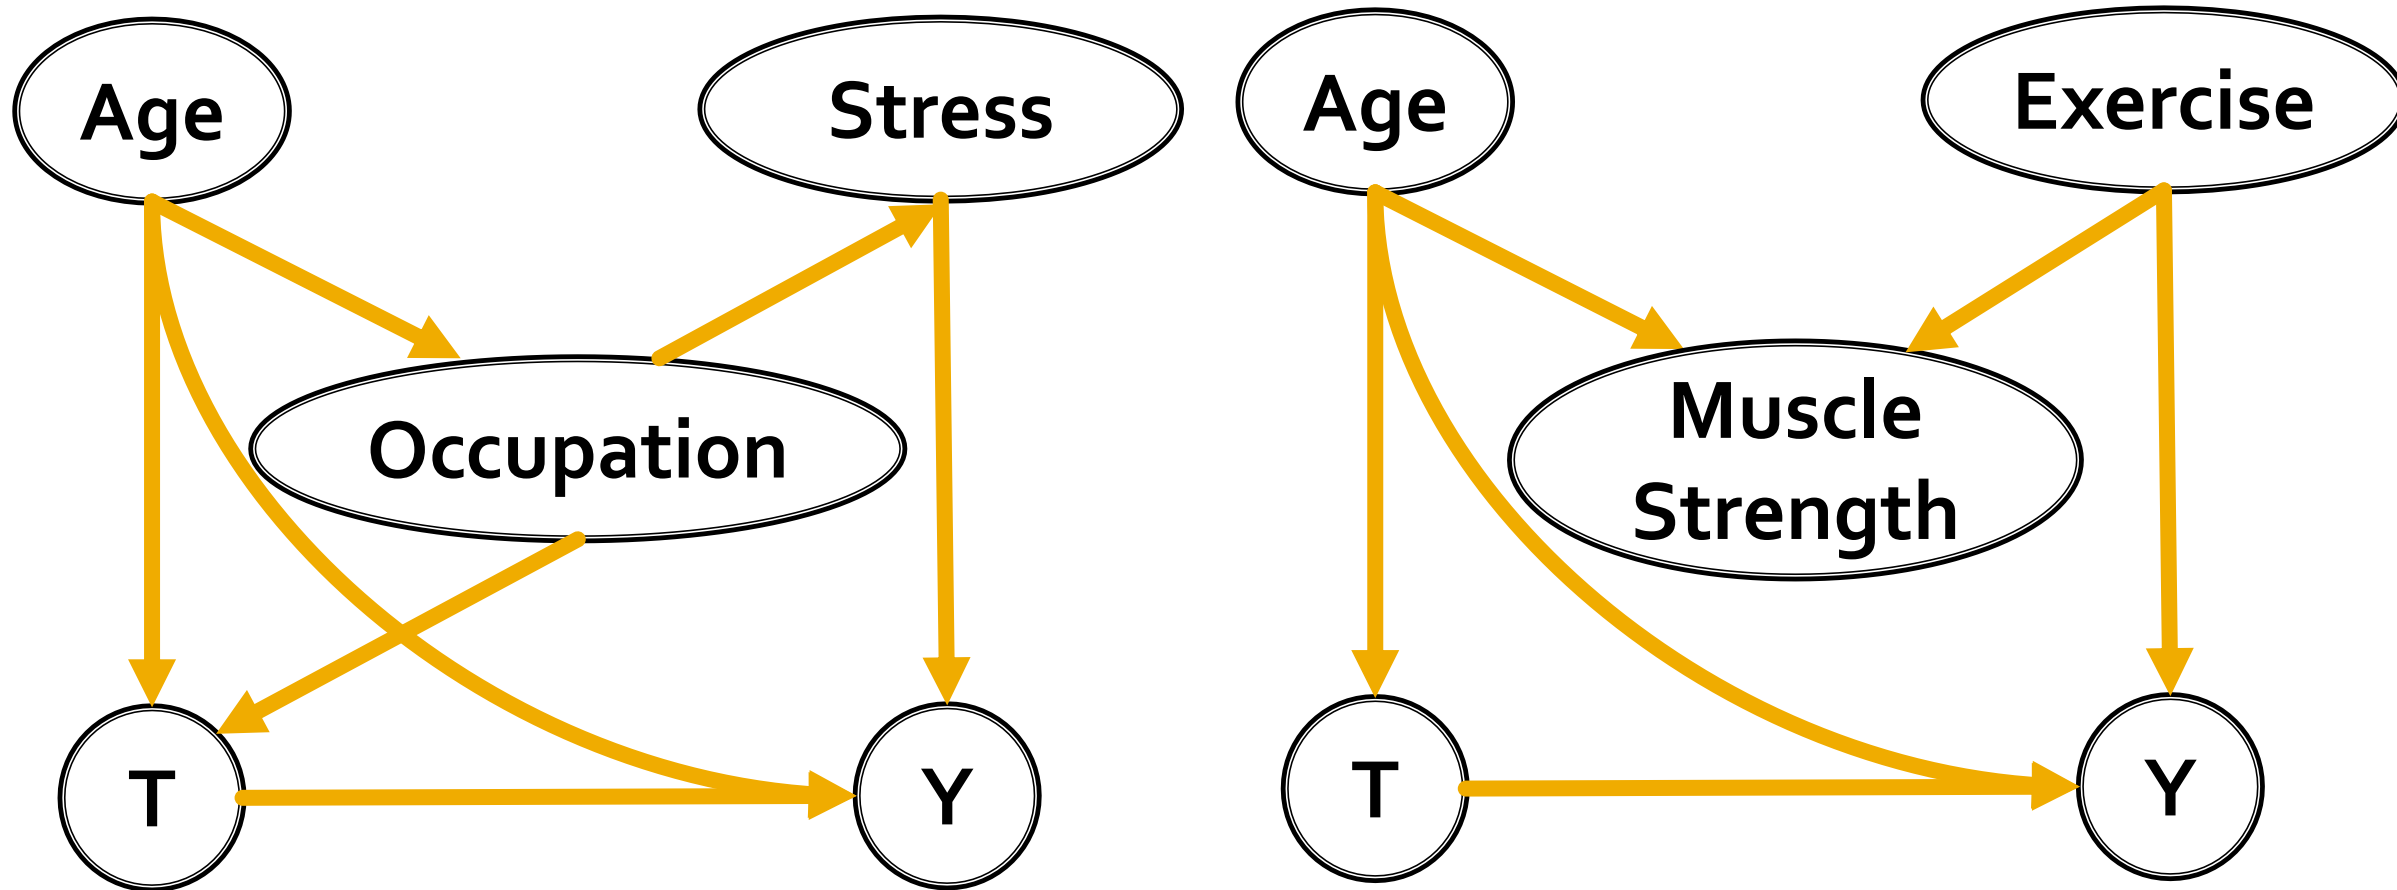 Age
Stress
Occupation
T
Y
Age
Exercise
Muscle
Strength
T
Y